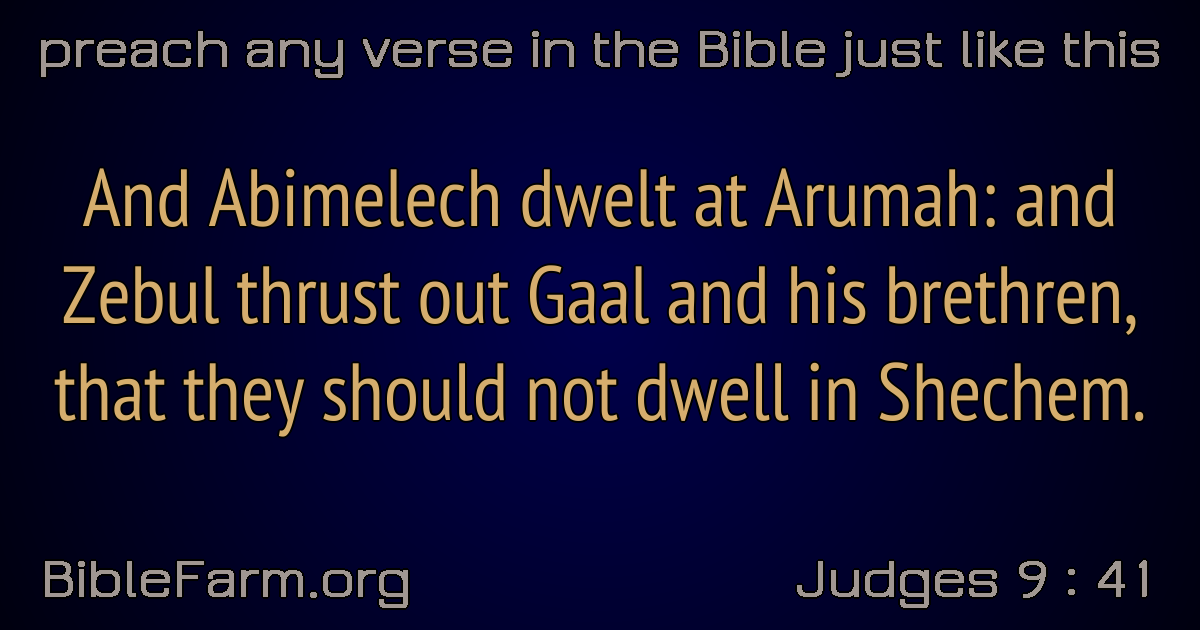 preach any verse in the Bible just like this
And Abimelech dwelt at Arumah: and
Zebul thrust out Gaal and his brethren,
that they should not dwell in Shechem.
BibleFarm.org
Judges 9 : 41